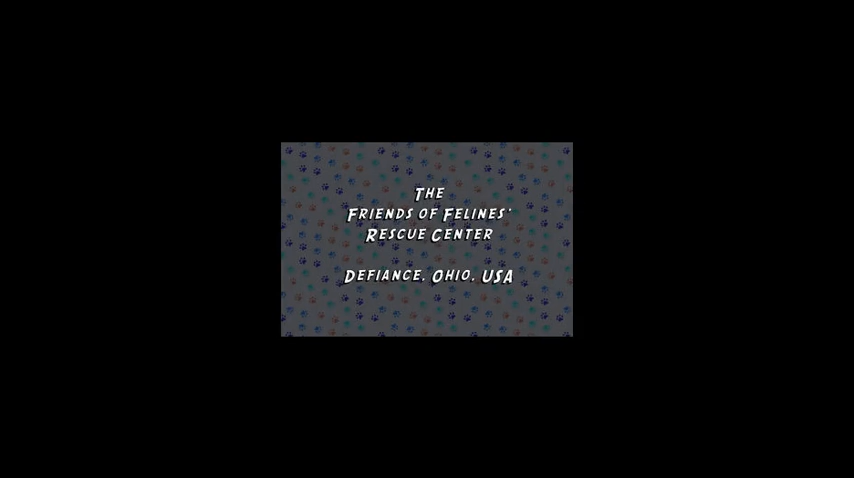 The
Friends of Felines'
Rescue Center
Defiance, Ohio, USA